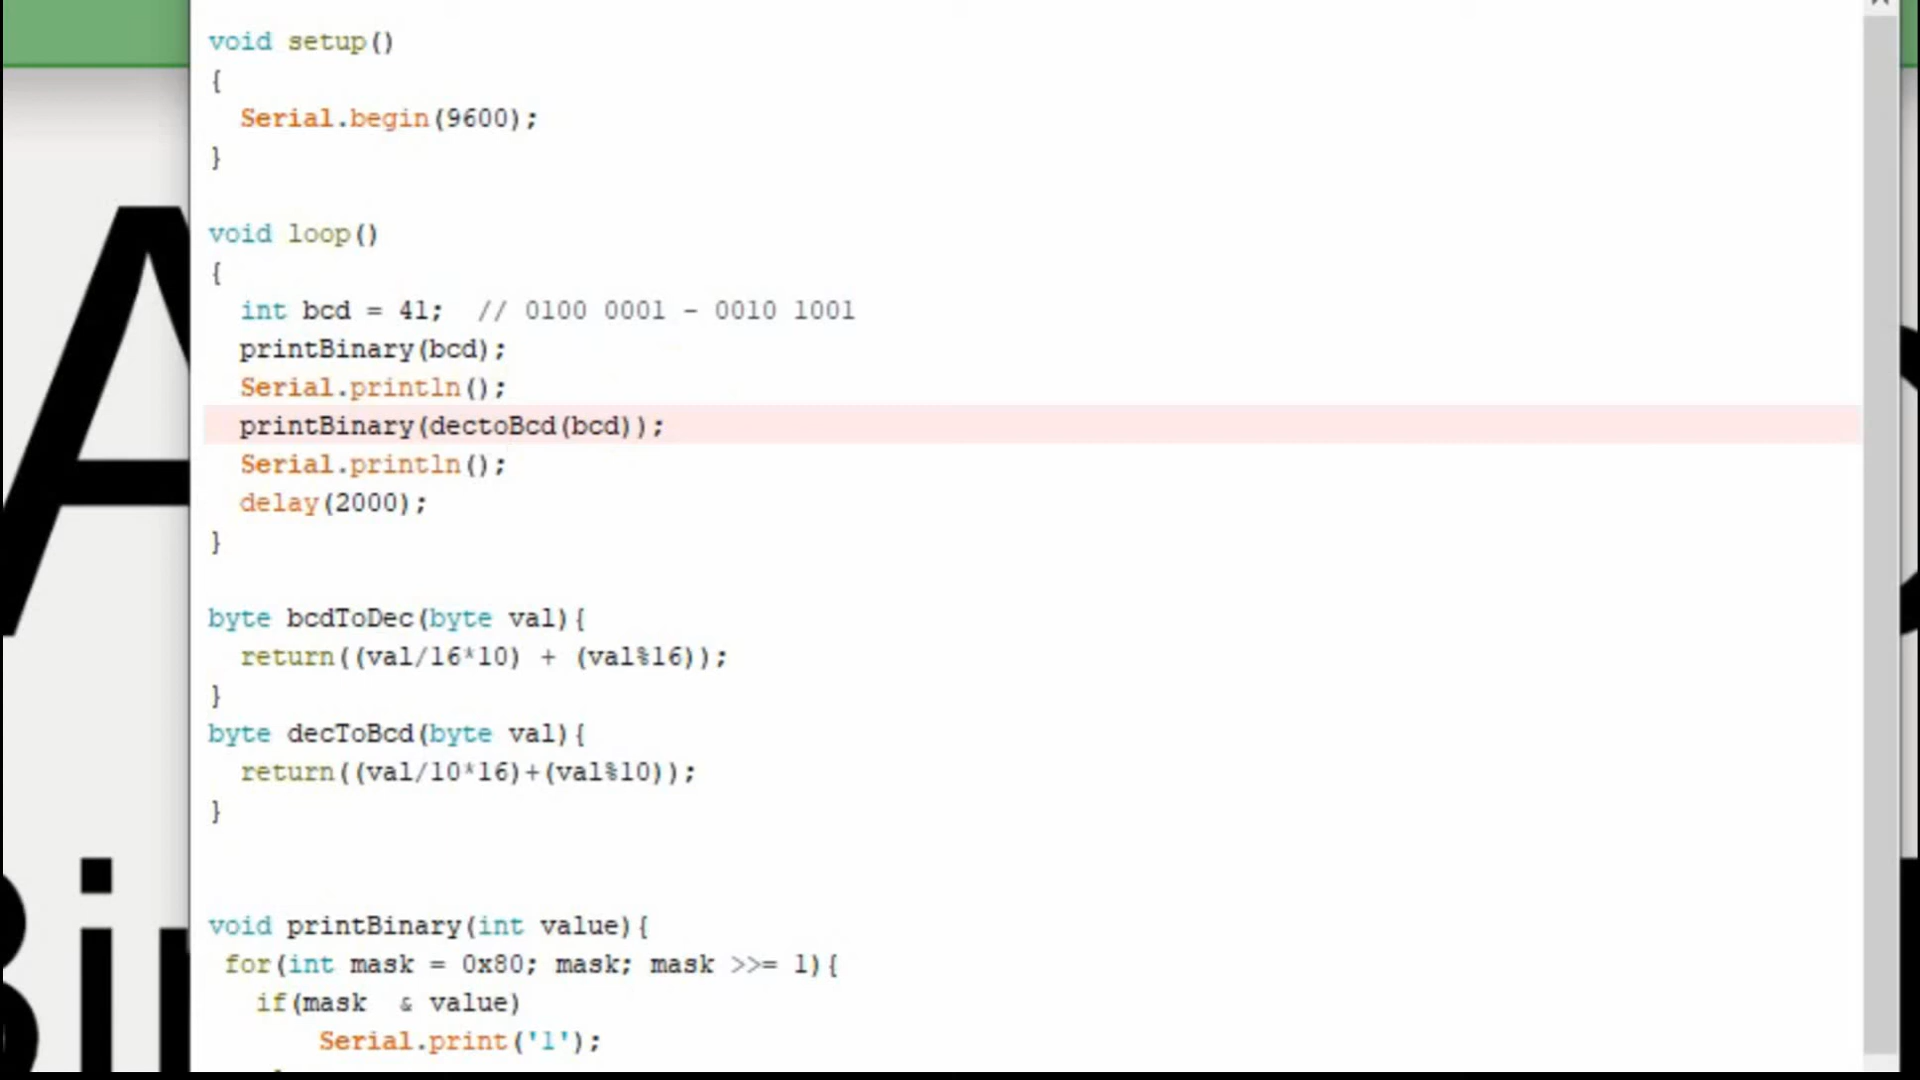 void setup()
{
  Serial.begin(9600);
}
void loop()
{
  int bcd = 41;  // 0100 0001 - 0010 1001
  printBinary(bcd);
  Serial.println();
  printBinary(dectoBcd(bcd));
  Serial.println();
  delay(2000);
}
byte bcdToDec(byte val){
  return((val/16*10) + (val%16));
}
byte decToBcd(byte val){
  return((val/10*16)+(val%10));
}
void printBinary(int value){
 for(int mask = 0x80; mask; mask >>= 1){
   if(mask  & value)
       Serial.print('1');